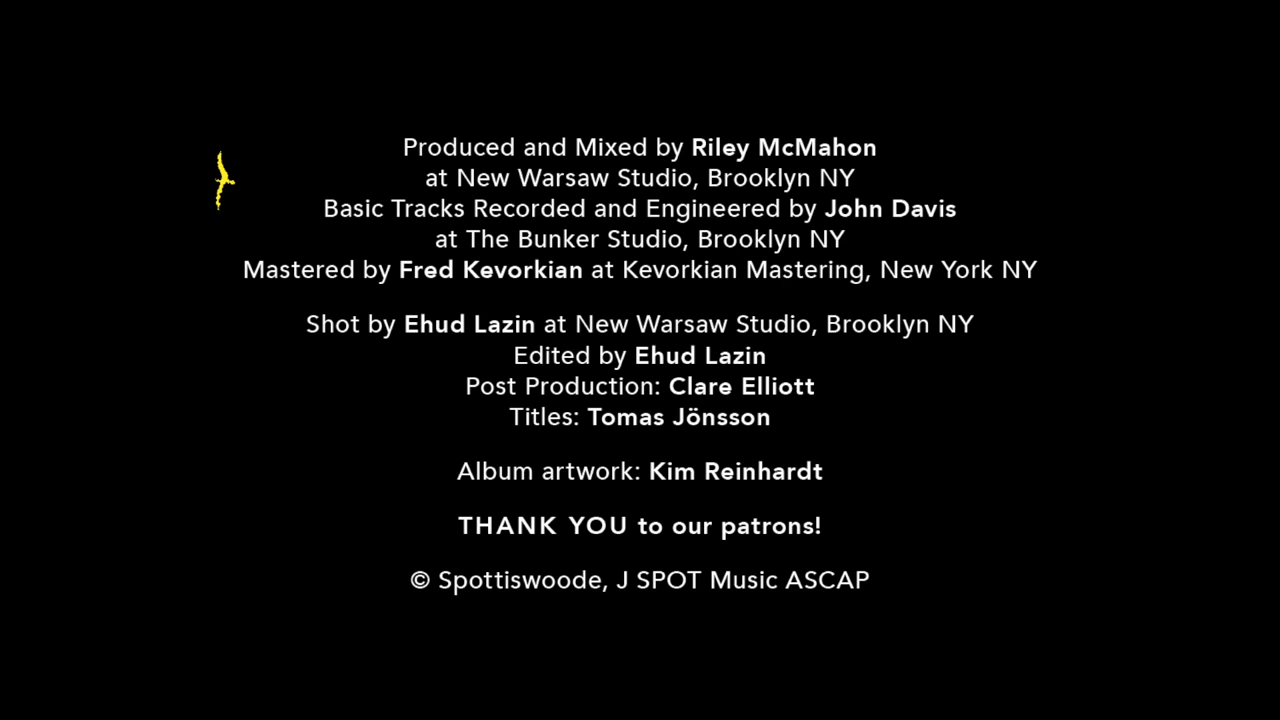 Produced and Mixed by Riley McMahon
at New Warsaw Studio, Brooklyn NY
Basic Tracks Recorded and Engineered by John Davis
at The Bunker Studio, Brooklyn NY
Mastered by Fred Kevorkian at Kevorkian Mastering, New York NY
Shot by Ehud Lazin at New Warsaw Studio, Brooklyn NY
Edited by Ehud Lazin
Post Production: Clare Elliott
Titles: Tomas Jönsson
Album artwork: Kim Reinhardt
THANK YOU to our patrons!
© Spottiswoode, J SPOT Music ASCAP